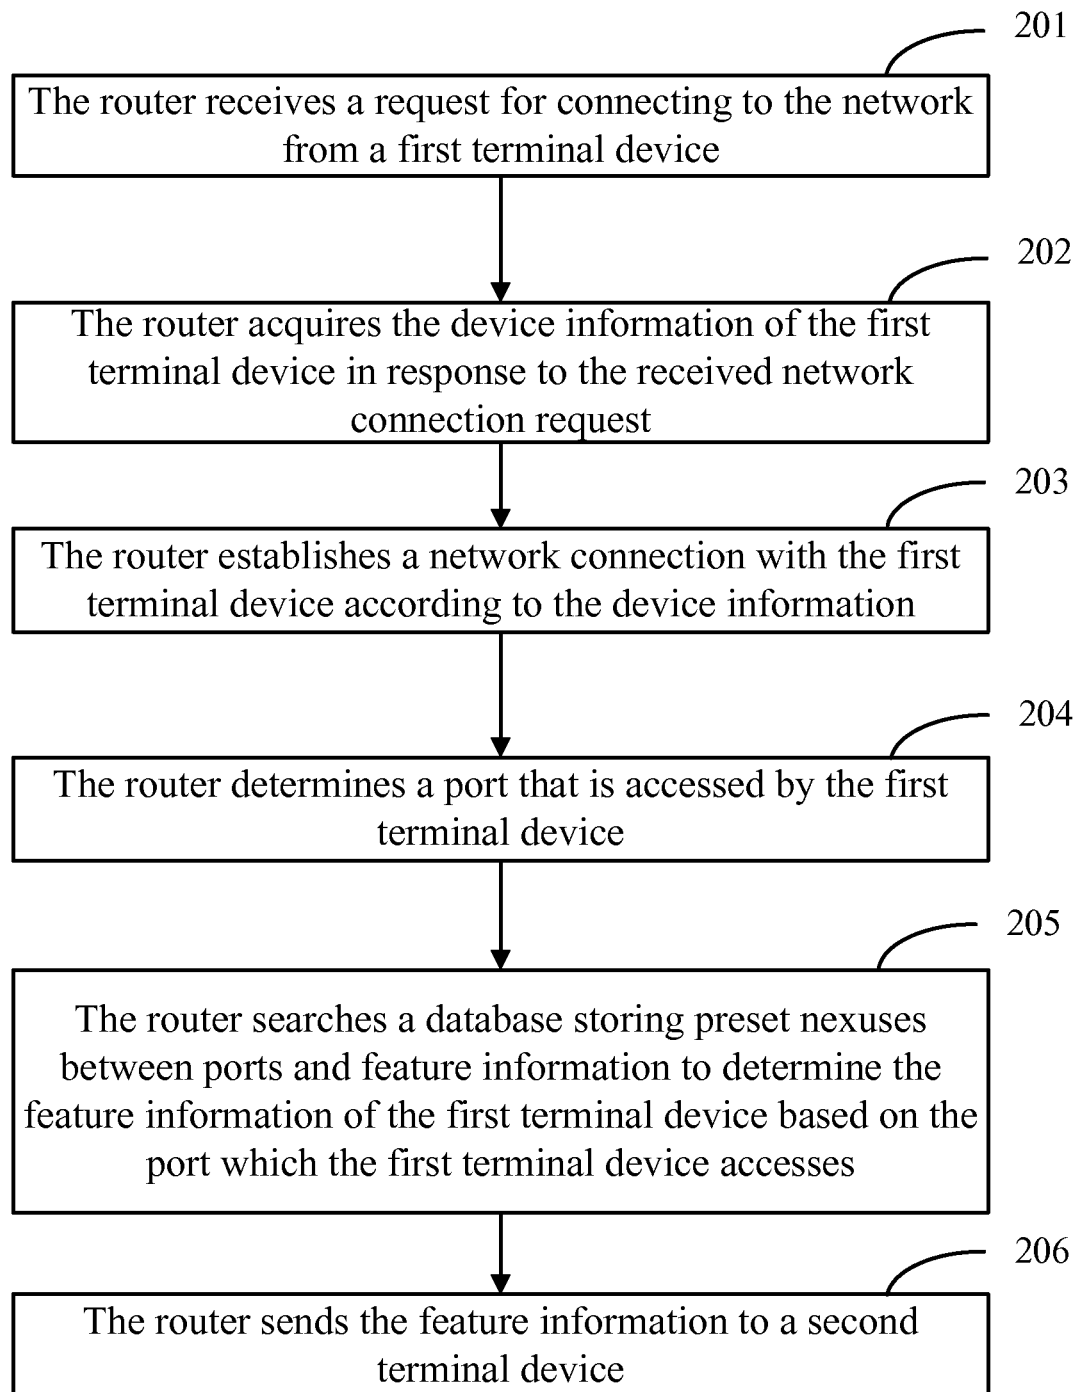 201
The router receives a request for connecting to the network
from a first terminal device
202
The router acquires the device information of the first
terminal device in response to the received network
connection request
203
The router establishes a network connection with the first
terminal device according to the device information
204
The router determines a port that is accessed by the first
terminal device
205
The router searches a database storing preset nexuses
between ports and feature information to determine the
feature information of the first terminal device based on the
port which the first terminal device accesses
206
The router sends the feature information to a second
terminal device